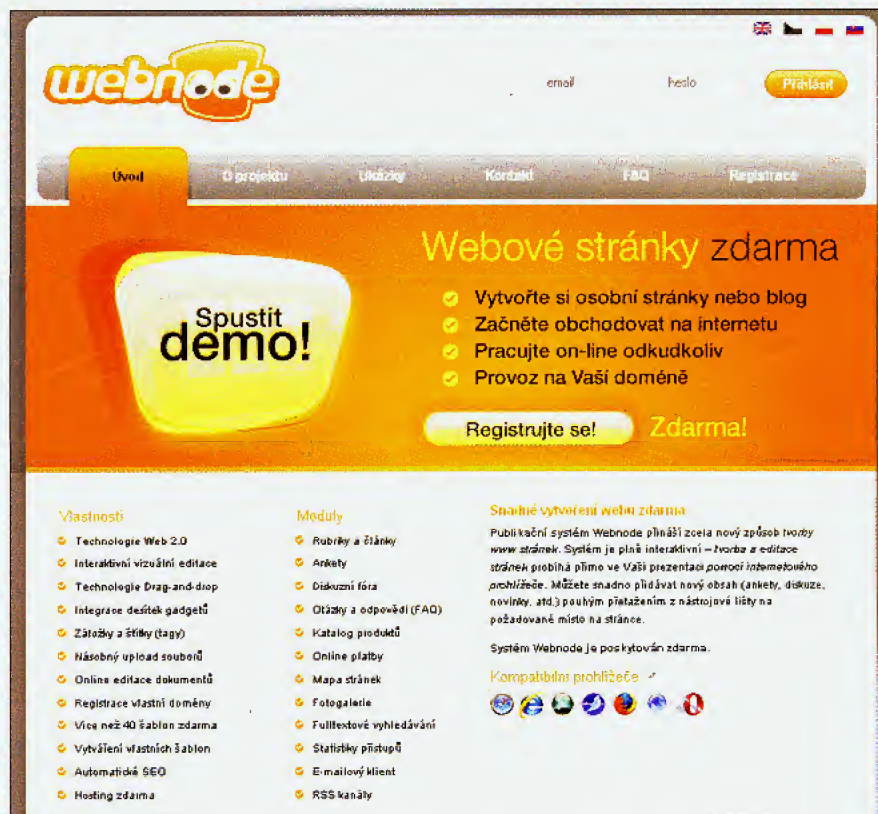 webnode
email heslo Přihlásit
Úvod O projektu Ukázky Kontakt FAQ Registrace
Webové stránky zdarma
Spustit
demo!
Vytvořte si osobní stránky nebo blog
Začněte obchodovat na internetu
Pracujte on-line odkudkoliv
Provoz na Vaší doméně
Registrujte se! Zdarma!
Vlastnosti
Technologie Web 2.0
Interaktivní vizuální editace
Technologie Drag-and-drop
Integrace desítek gadgetů
Záložky a štítky (tagy)
Násobný upload souborů
Online editace dokumentů
Registrace vlastní domény
Více než 40 šablon zdarma
Vytváření vlastních šablon
Automatické SEO
Hosting zdarma
Moduly
Rubriky a články
Ankety
Diskuzní fóra
Otázky a odpovědi (FAQ)
Katalog produktů
Online platby
Mapa stránek
Fotogalerie
Fulltextové vyhledávání
Statistiky přístupů
E-mailový klient
RSS kanály
Snadné vytvoření webu zdarma
Publikační systém Webnode přináší zcela nový způsob tvorby
www stránek. Systém je plně interaktivní – tvorba a editace
stránek probíhá přímo ve Vaší prezentaci pomocí internetového
prohlížeče. Můžete snadno přidávat nový obsah (ankety, diskuze,
novinky, atd.) pouhým přetažením z nástrojové lišty na
požadované místo na stránce.
Systém Webnode je poskytován zdarma.
Kompatibilní prohlížeče